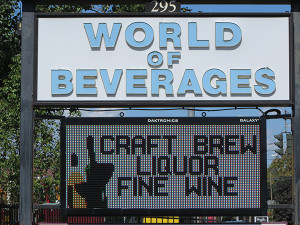 295
WORLD
OF
BEVERAGES
DAKTRONICS GALAXY
CRAFT BREW
LIQUOR
FINE WINE